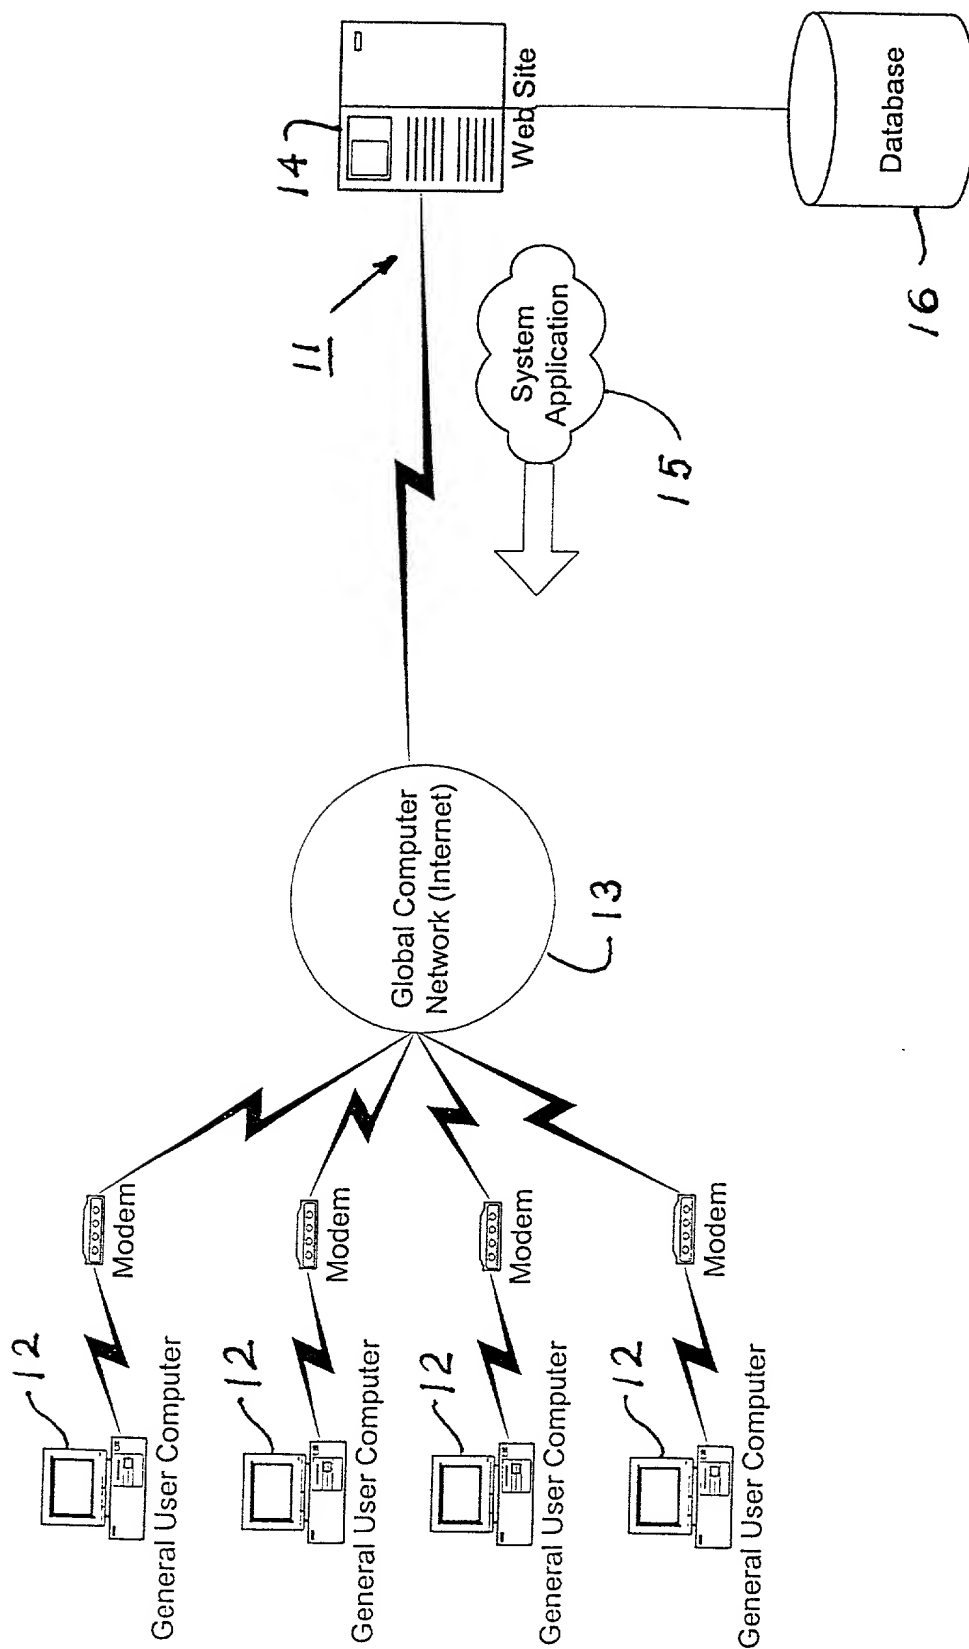 12
General User Computer
Modem
12
General User Computer
Modem
12
General User Computer
Modem
12
General User Computer
Modem
Global Computer
Network (Internet)
13
11
System
Application
15
14
Web Site
Database
16